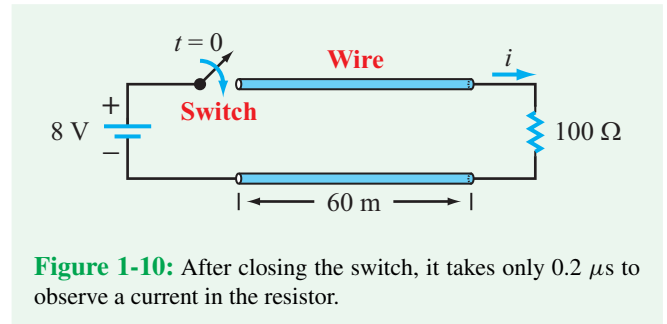 t = 0
Wire
i
Switch
+
8 V
−
100 Ω
60 m
Figure 1-10: After closing the switch, it takes only 0.2 μs to
observe a current in the resistor.